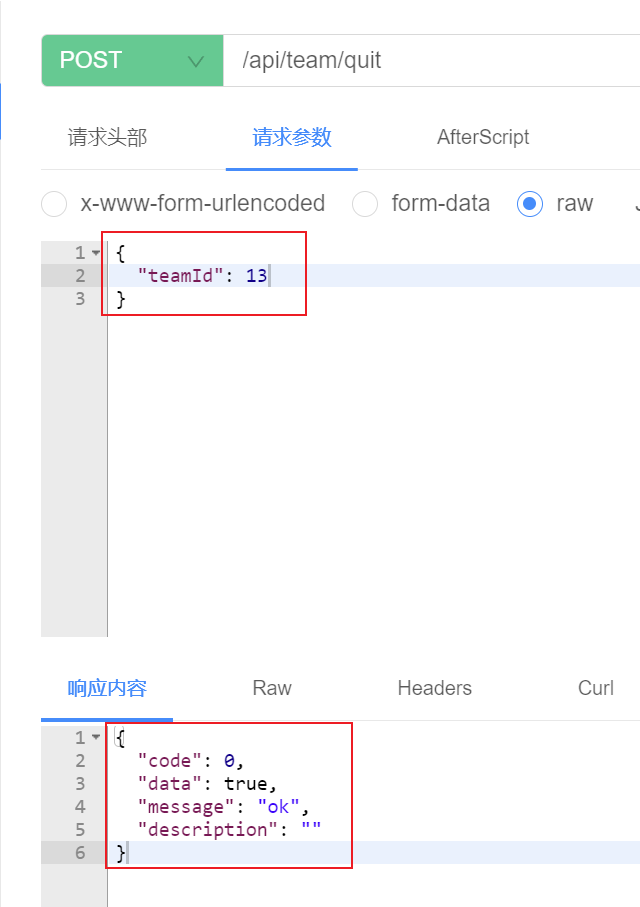 POST /api/team/quit
请求头部 请求参数 AfterScript
x-www-form-urlencoded form-data raw
1 {
2 "teamId": 13
3 }
响应内容 Raw Headers Curl
1 {
2 "code": 0,
3 "data": true,
4 "message": "ok",
5 "description": ""
6 }